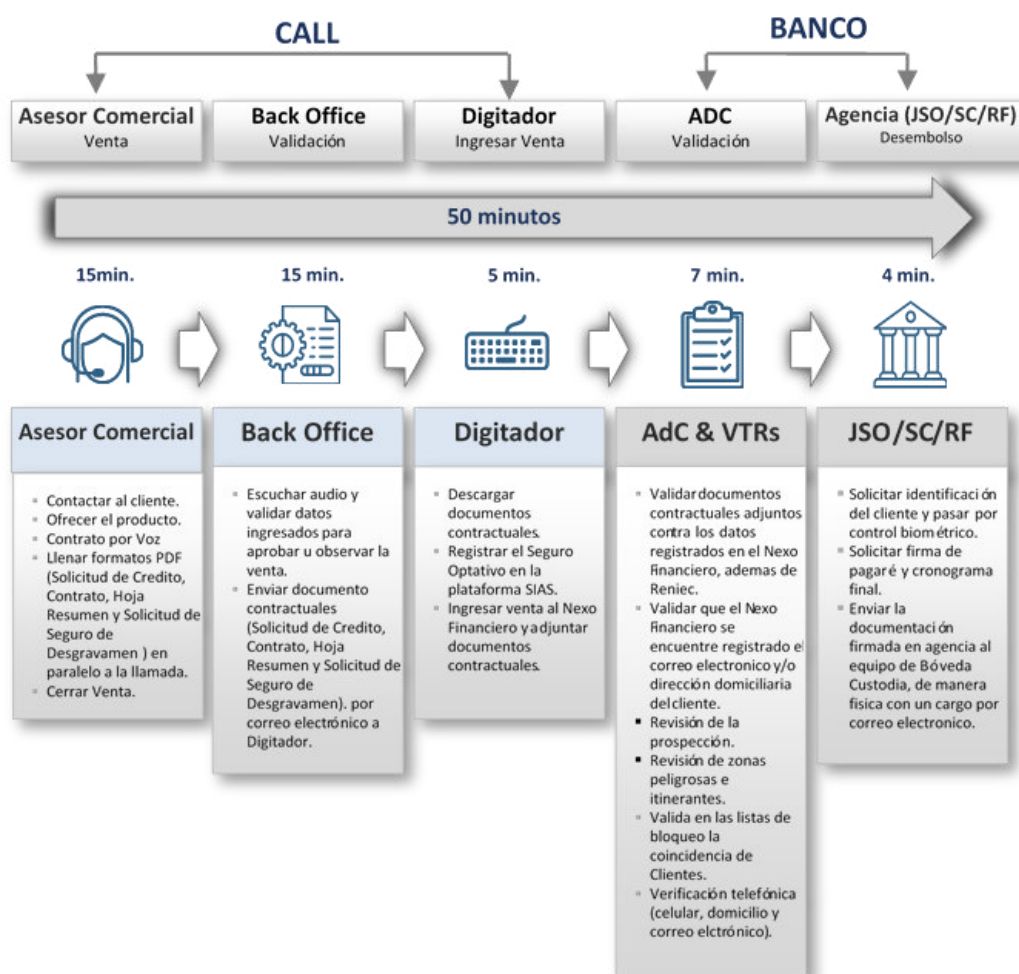 CALL
BANCO
Asesor Comercial
Venta
Back Office
Validación
Digitador
Ingresar Venta
ADC
Validación
Agencia (JSO/SC/RF)
Desembolso
50 minutos
15min.
15 min.
5 min.
7 min.
4 min.
Asesor Comercial
Contactar al cliente.
Ofrecer el producto.
Contrato por Voz
Llenar formatos PDF
(Solicitud de Credito,
Contrato, Hoja
Resumen y Solicitud de
Seguro de
Desgravamen ) en
paralelo a la llamada.
Cerrar Venta.
Back Office
Escuchar audio y
validar datos
ingresados para
aprobar u observar la
venta.
Enviar documento
contractuales
(Solicitud de Credito,
Contrato, Hoja
Resumen y Solicitud de
Seguro de
Desgravamen). por
correo electrónico a
Digitador.
Digitador
Descargar
documentos
contractuales.
Registrar el Seguro
Optativo en la
plataforma SIAS.
Ingresar venta al Nexo
Financiero y adjuntar
documentos
contractuales.
AdC & VTRs
Validar documentos
contractuales adjuntos
contra los datos
registrados en el Nexo
Financiero, ademas de
Reniec.
Validar que el Nexo
Financiero se
encuentre registrado el
correo electronico y/o
dirección domiciliaria
del cliente.
Revisión de la
prospección.
Revisión de zonas
peligrosas e
itinerantes.
Valida en las listas de
bloqueo la
coincidencia de
Clientes.
Verificación telefónica
(celular, domicilio y
correo elctrónico).
JSO/SC/RF
Solicitar identificación
del cliente y pasar por
control biométrico.
Solicitar firma de
pagaré y cronograma
final.
Enviar la
documentación
firmada en agencia al
equipo de Bóveda
Custodia, de manera
fisica con un cargo por
correo electronico.